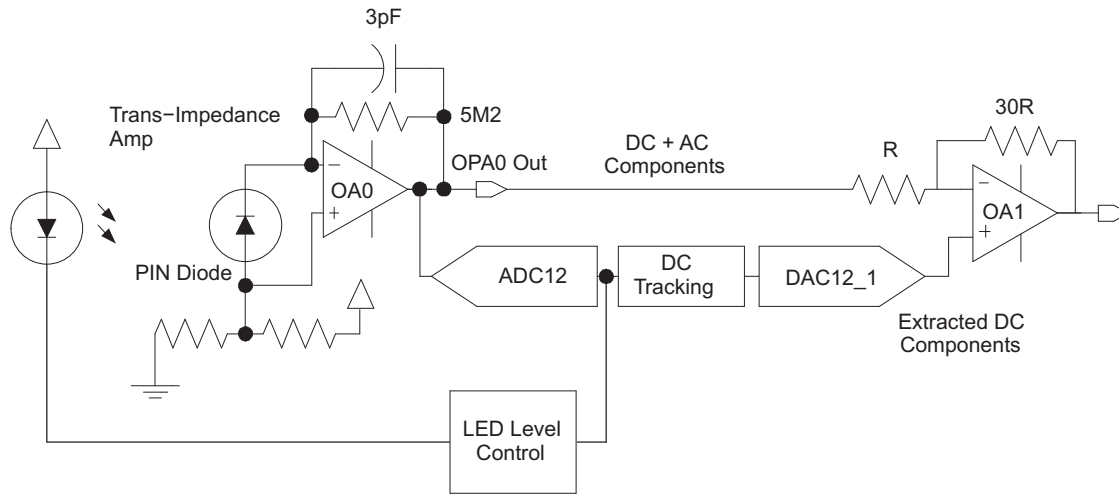 3pF
Trans−Impedance
Amp
5M2
30R
OPA0 Out
DC + AC
Components
R
−
OA0
+
−
OA1
+
PIN Diode
ADC12
DC
Tracking
DAC12_1
Extracted DC
Components
LED Level
Control